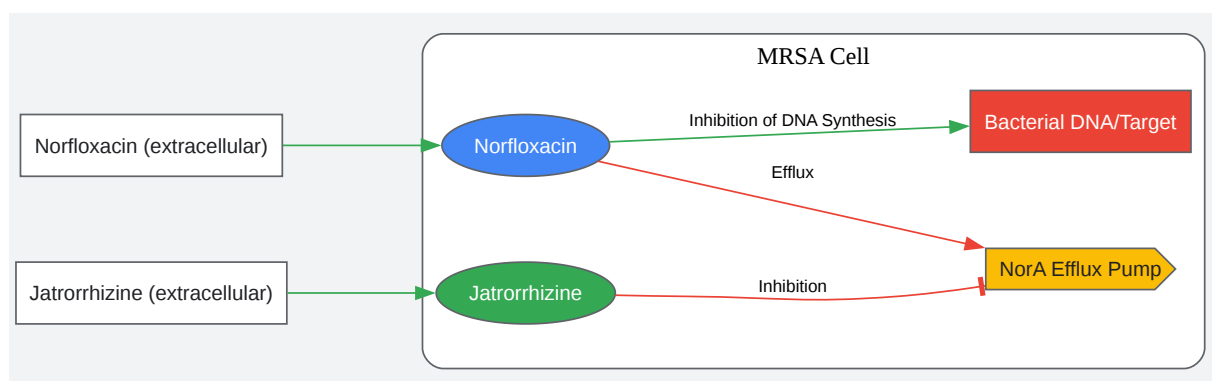 MRSA Cell
Norfloxacin (extracellular)
Norfloxacin
Inhibition of DNA Synthesis
Bacterial DNA/Target
Efflux
Jatrorrhizine (extracellular)
Jatrorrhizine
Inhibition
NorA Efflux Pump